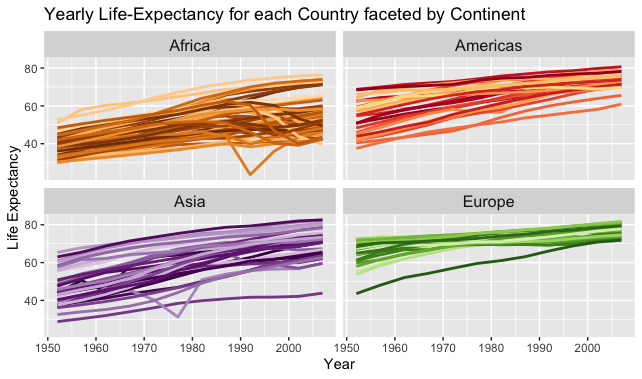 Yearly Life-Expectancy for each Country faceted by Continent
Africa
Americas
80
60
40
Asia
Europe
80
60
40
Life Expectancy
1950 1960 1970 1980 1990 2000
1950 1960 1970 1980 1990 2000
Year